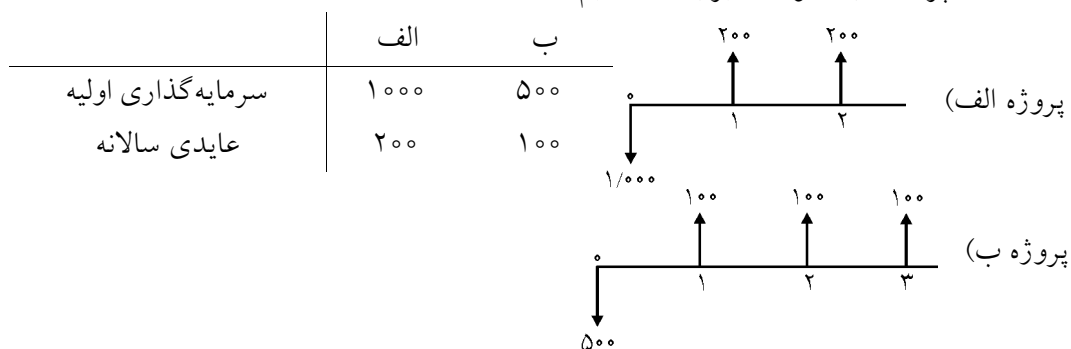 الف ب
سرمایه‌گذاری اولیه ۱۰۰۰ ۵۰۰
عایدی سالانه ۲۰۰ ۱۰۰
پروژه الف)
۲۰۰ ۲۰۰
۰ ۱ ۲
۱/۰۰۰
پروژه ب)
۱۰۰ ۱۰۰ ۱۰۰
۰ ۱ ۲ ۳
۵۰۰